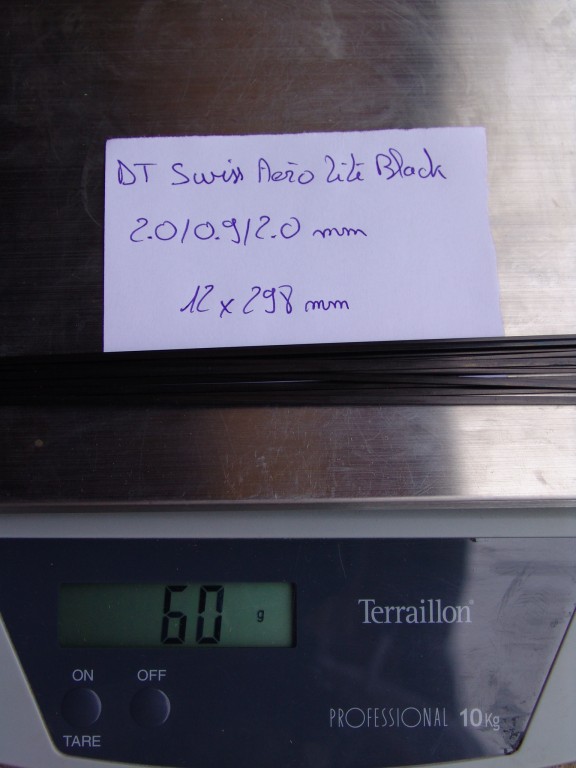 DT Swiss Aero Lite Black
2.0/0.9/2.0 mm
12 x 298 mm
60 g
Terraillon®
ON OFF
TARE
PROFESSIONAL 10Kg